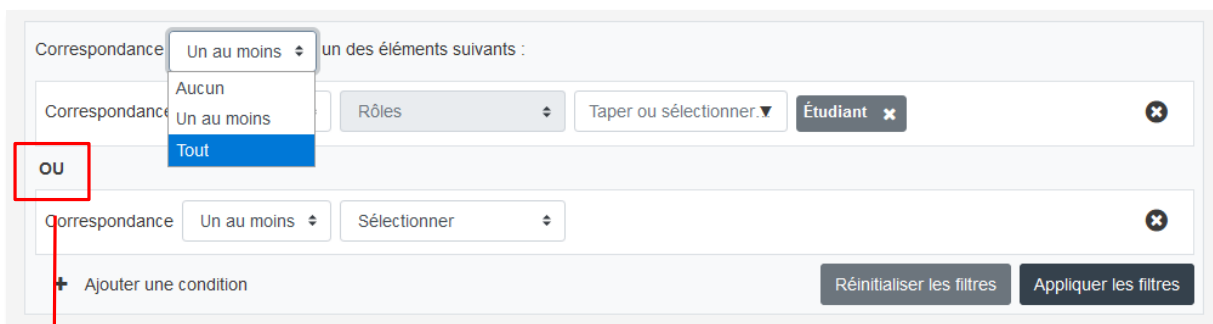 Correspondance Un au moins un des éléments suivants :
Aucun
Un au moins
Tout
Correspondance Rôles Taper ou sélectionner. Étudiant
OU
Correspondance Un au moins Sélectionner
Ajouter une condition Réinitialiser les filtres Appliquer les filtres